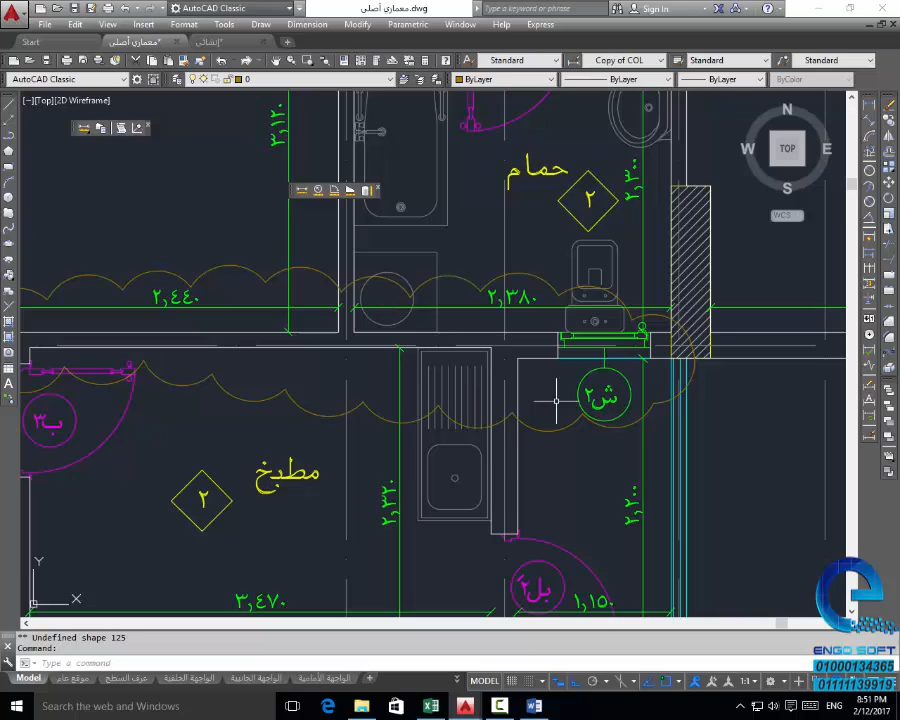 AutoCAD Classic
معماري أصلي.dwg
Type a keyword or phrase
Sign In
File Edit View Insert Format Tools Draw Dimension Modify Parametric Window Help Express
Start
معماري أصلي*
إنشائي*
Standard
Copy of COL
Standard
Standard
AutoCAD Classic
0
ByLayer
ByLayer
ByLayer
ByColor
[−][Top][2D Wireframe]
N
W TOP E
S
WCS
٣,١٢٠
حمام
٢
٢,٤٤٠
٢,٣٨٠
ش٢
ب٣
مطبخ
٢
٢,٣٢٠
٢,٢٠٠
٣,٤٧٠
١,١٥٠
Y
X
ENGO SOFT
01000134365
01111139919
** Undefined shape 125
Command:
Type a command
Model
موقع عام
غرف السطح
الواجهة الخلفية
الواجهة الجانبية
الواجهة الأمامية
MODEL
1:1
Search the web and Windows
ENG
8:51 PM
2/12/2017